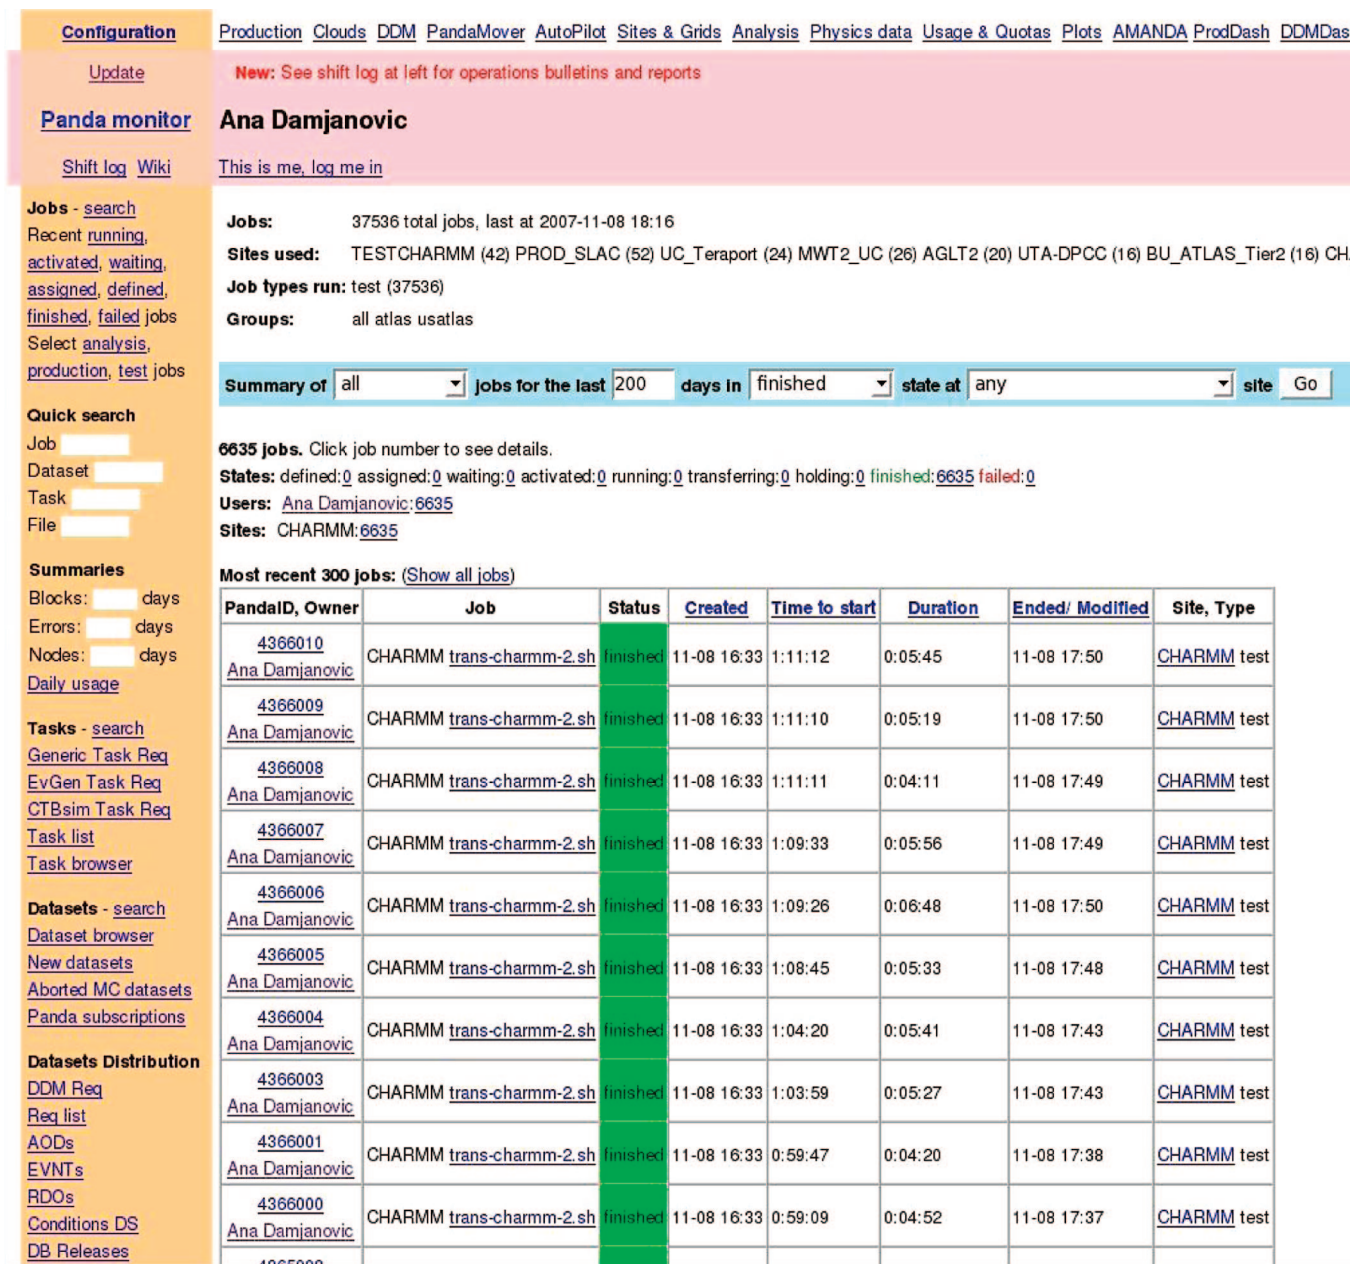 Configuration
Production Clouds DDM PandaMover AutoPilot Sites & Grids Analysis Physics data Usage & Quotas Plots AMANDA ProdDash DDMDas
Update
New: See shift log at left for operations bulletins and reports
Panda monitor
Ana Damjanovic
Shift log Wiki
This is me, log me in
Jobs - search
Recent running,
activated, waiting,
assigned, defined,
finished, failed jobs
Select analysis,
production, test jobs
Quick search
Job
Dataset
Task
File
Summaries
Blocks: days
Errors: days
Nodes: days
Daily usage
Tasks - search
Generic Task Req
EvGen Task Req
CTBsim Task Req
Task list
Task browser
Datasets - search
Dataset browser
New datasets
Aborted MC datasets
Panda subscriptions
Datasets Distribution
DDM Req
Req list
AODs
EVNTs
RDOs
Conditions DS
DB Releases
Jobs: 37536 total jobs, last at 2007-11-08 18:16
Sites used: TESTCHARMM (42) PROD_SLAC (52) UC_Teraport (24) MWT2_UC (26) AGLT2 (20) UTA-DPCC (16) BU_ATLAS_Tier2 (16) CH
Job types run: test (37536)
Groups: all atlas usatlas
Summary of all jobs for the last 200 days in finished state at any site Go
6635 jobs. Click job number to see details.
States: defined:0 assigned:0 waiting:0 activated:0 running:0 transferring:0 holding:0 finished:6635 failed:0
Users: Ana Damjanovic:6635
Sites: CHARMM:6635
Most recent 300 jobs: (Show all jobs)
PandaID, Owner Job Status Created Time to start Duration Ended/ Modified Site, Type
4366010
Ana Damjanovic CHARMM trans-charmm-2.sh finished 11-08 16:33 1:11:12 0:05:45 11-08 17:50 CHARMM test
4366009
Ana Damjanovic CHARMM trans-charmm-2.sh finished 11-08 16:33 1:11:10 0:05:19 11-08 17:50 CHARMM test
4366008
Ana Damjanovic CHARMM trans-charmm-2.sh finished 11-08 16:33 1:11:11 0:04:11 11-08 17:49 CHARMM test
4366007
Ana Damjanovic CHARMM trans-charmm-2.sh finished 11-08 16:33 1:09:33 0:05:56 11-08 17:49 CHARMM test
4366006
Ana Damjanovic CHARMM trans-charmm-2.sh finished 11-08 16:33 1:09:26 0:06:48 11-08 17:50 CHARMM test
4366005
Ana Damjanovic CHARMM trans-charmm-2.sh finished 11-08 16:33 1:08:45 0:05:33 11-08 17:48 CHARMM test
4366004
Ana Damjanovic CHARMM trans-charmm-2.sh finished 11-08 16:33 1:04:20 0:05:41 11-08 17:43 CHARMM test
4366003
Ana Damjanovic CHARMM trans-charmm-2.sh finished 11-08 16:33 1:03:59 0:05:27 11-08 17:43 CHARMM test
4366001
Ana Damjanovic CHARMM trans-charmm-2.sh finished 11-08 16:33 0:59:47 0:04:20 11-08 17:38 CHARMM test
4366000
Ana Damjanovic CHARMM trans-charmm-2.sh finished 11-08 16:33 0:59:09 0:04:52 11-08 17:37 CHARMM test